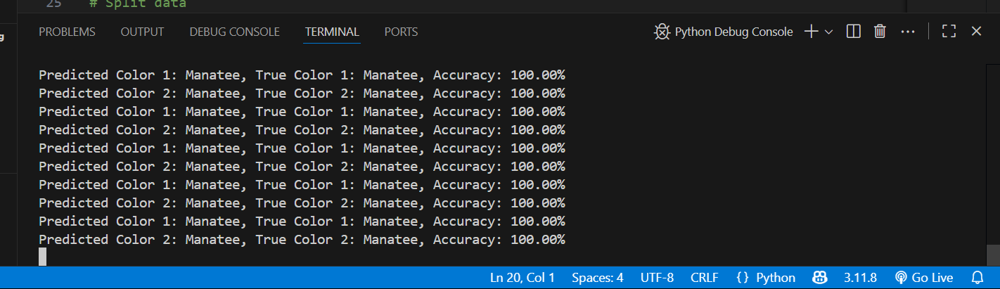 25 # Split data
g
PROBLEMS OUTPUT DEBUG CONSOLE TERMINAL PORTS Python Debug Console
Predicted Color 1: Manatee, True Color 1: Manatee, Accuracy: 100.00%
Predicted Color 2: Manatee, True Color 2: Manatee, Accuracy: 100.00%
Predicted Color 1: Manatee, True Color 1: Manatee, Accuracy: 100.00%
Predicted Color 2: Manatee, True Color 2: Manatee, Accuracy: 100.00%
Predicted Color 1: Manatee, True Color 1: Manatee, Accuracy: 100.00%
Predicted Color 2: Manatee, True Color 2: Manatee, Accuracy: 100.00%
Predicted Color 1: Manatee, True Color 1: Manatee, Accuracy: 100.00%
Predicted Color 2: Manatee, True Color 2: Manatee, Accuracy: 100.00%
Predicted Color 1: Manatee, True Color 1: Manatee, Accuracy: 100.00%
Predicted Color 2: Manatee, True Color 2: Manatee, Accuracy: 100.00%
Ln 20, Col 1 Spaces: 4 UTF-8 CRLF {} Python 3.11.8 Go Live